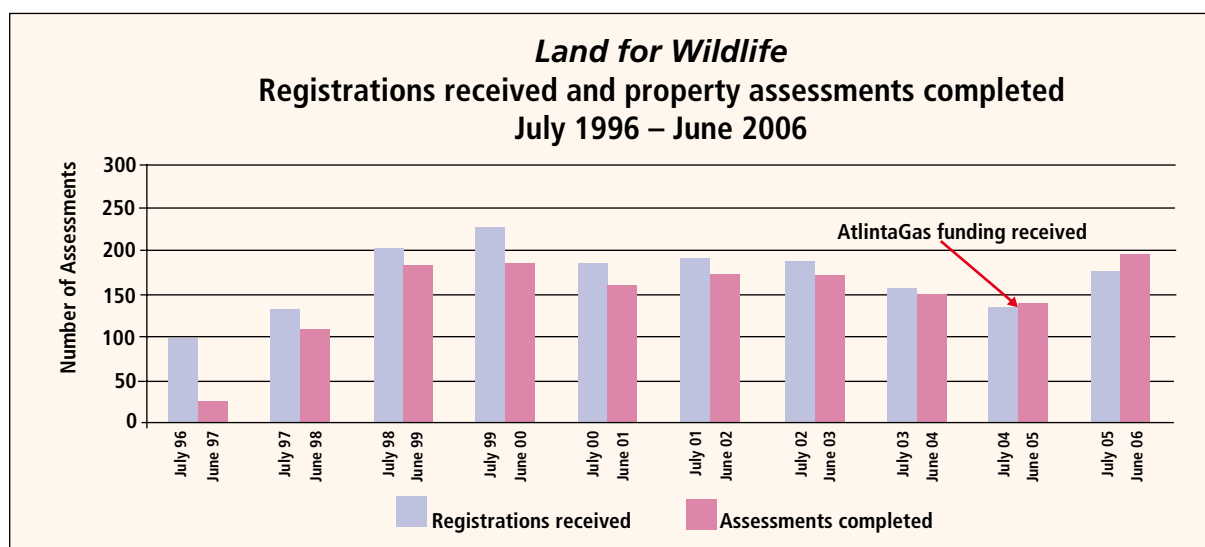 Land for Wildlife
Registrations received and property assessments completed
July 1996 – June 2006
Number of Assessments
300
250
200
150
100
50
0
AtlintaGas funding received
July 96
June 97
July 97
June 98
July 98
June 99
July 99
June 00
July 00
June 01
July 01
June 02
July 02
June 03
July 03
June 04
July 04
June 05
July 05
June 06
Registrations received
Assessments completed